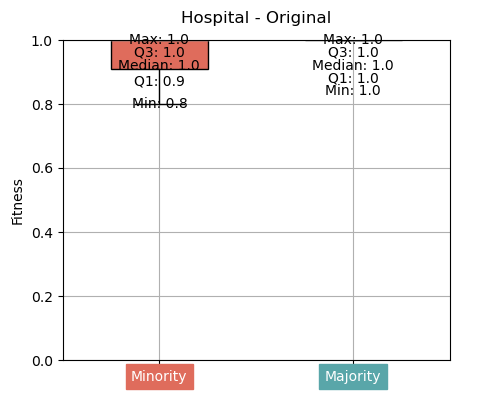 Hospital - Original
Fitness
1.0
0.8
0.6
0.4
0.2
0.0
Max: 1.0
Q3: 1.0
Median: 1.0
Q1: 0.9
Min: 0.8
Max: 1.0
Q3: 1.0
Median: 1.0
Q1: 1.0
Min: 1.0
Minority
Majority